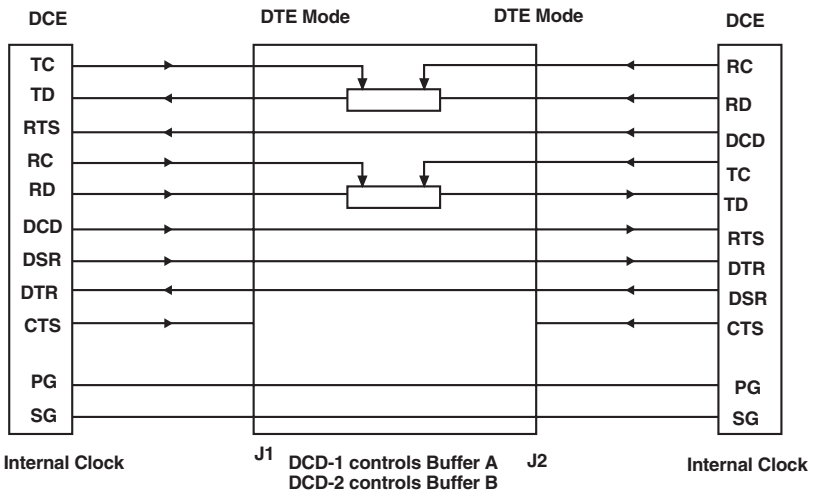 DCE
DTE Mode
DTE Mode
DCE
TC
TD
RTS
RC
RD
DCD
DSR
DTR
CTS
PG
SG
RC
RD
DCD
TC
TD
RTS
DTR
DSR
CTS
PG
SG
Internal Clock
J1
DCD-1 controls Buffer A
DCD-2 controls Buffer B
J2
Internal Clock